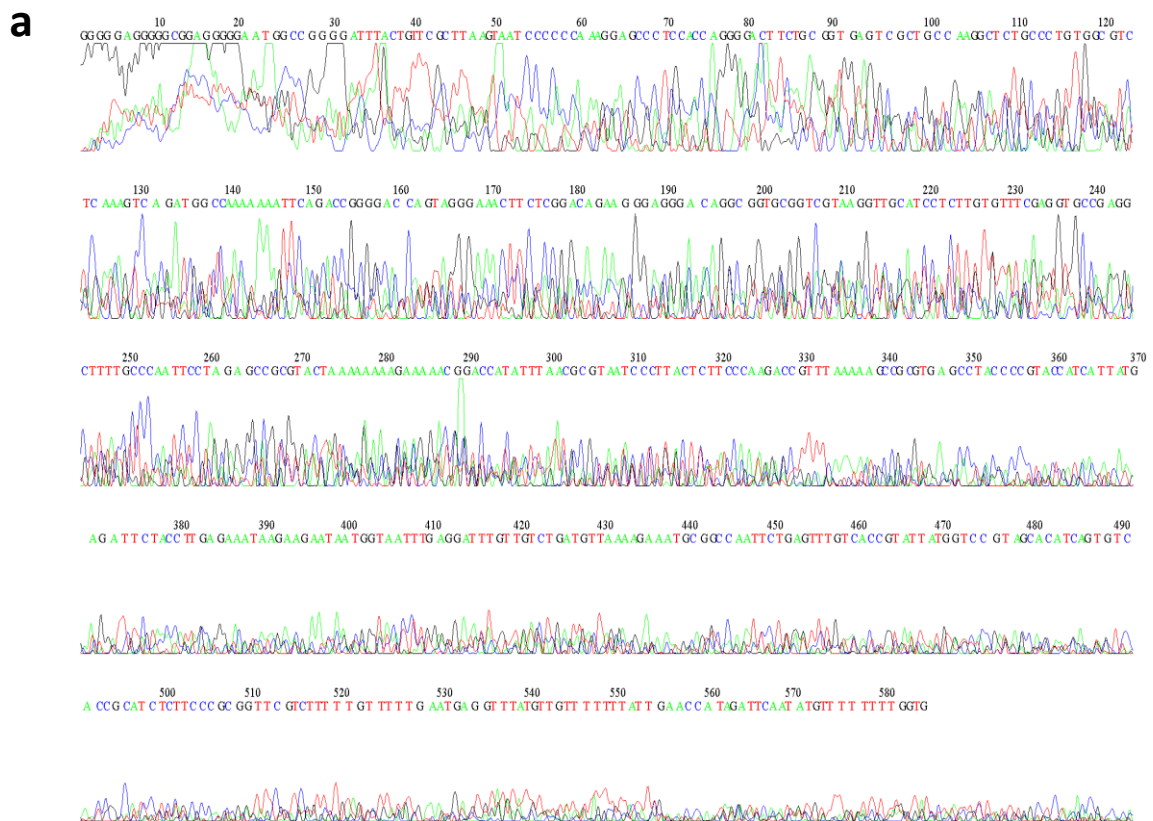 a
10 20 30 40 50 60 70 80 90 100 110 120
GGGGGAGGGGGCGGAGGGGGAATGGCCGGGGGATTTACTGTTCGCTTAAGTAATCCCCCCCAAAGGAGCCCCTCCACCAGGGGACTTCTGCGGTGAGTCGCTGCCAAGGCTCTGCCCTGTGGCGTC
130 140 150 160 170 180 190 200 210 220 230 240
TCAAAGTCAGATGGCCAAAAAAATTCAGACCGGGGACCAGTAGGGAAACTTCTCGGACAGAAGGGAGGGACAGGCGGTGCGGTCGTAAGGTTGCATCCTCTTGTGTTTCGAGGTGCCGAGG
250 260 270 280 290 300 310 320 330 340 350 360 370
CTTTTGCCCAATTCCTAGAGCCGCGTACTAAAAAAAAGAAAAACGGACCATATTTAACGCGTAATCCCTTACTCTTCCCAAGACCGTTTAAAAAGCCGCGTGAGCCTACCCCGTACCATCATTATG
380 390 400 410 420 430 440 450 460 470 480 490
AGATTCTACCTTGAGAAATAAGAAGAATAATGGTAATTTGAGGATTTGTTGTCTGATGTTAAAAGAAATGCGGCCAATTCTGAGTTTGTCACCGTATTATGGTCCGTAGCACATCAGTGTC
500 510 520 530 540 550 560 570 580
ACCGCATCTCTTCCCGCGGTTCGTCTTTTTGTTTTTGAATGAGGTTTATGTTGTTTTTTTATTGAACCATAGATTCAATATGTTTTTTTTGGTG